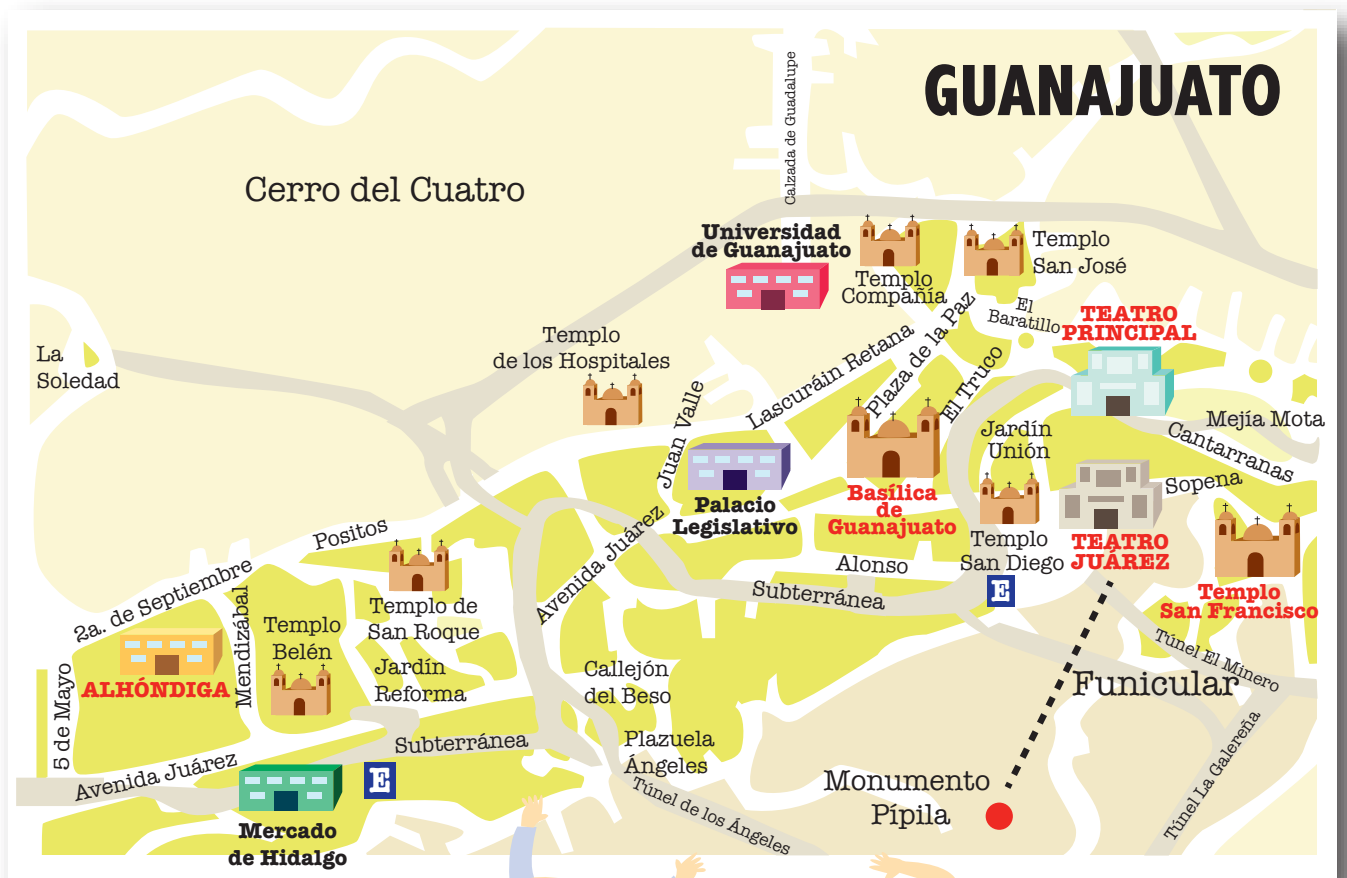 GUANAJUATO
Calzada de Guadalupe
Cerro del Cuatro
Universidad
de Guanajuato
Templo
Compañía
Templo
San José
El
Baratillo
TEATRO
PRINCIPAL
La
Soledad
Templo
de los Hospitales
Juan Valle
Lascuráin Retana
Plaza de la Paz
El Truco
Jardín
Unión
Mejía Mota
Cantarranas
Sopena
Palacio
Legislativo
Basílica
de
Guanajuato
Templo
San Diego
E
TEATRO
JUÁREZ
Templo
San Francisco
Positos
2a. de Septiembre
Avenida Juárez
Alonso
Subterránea
Templo de
San Roque
Mendizábal
Templo
Belén
Jardín
Reforma
ALHÓNDIGA
5 de Mayo
Callejón
del Beso
Túnel El Minero
Funicular
Avenida Juárez
Subterránea
E
Plazuela
Ángeles
Túnel de los Ángeles
Monumento
Pípila
Túnel La Galereña
Mercado
de Hidalgo